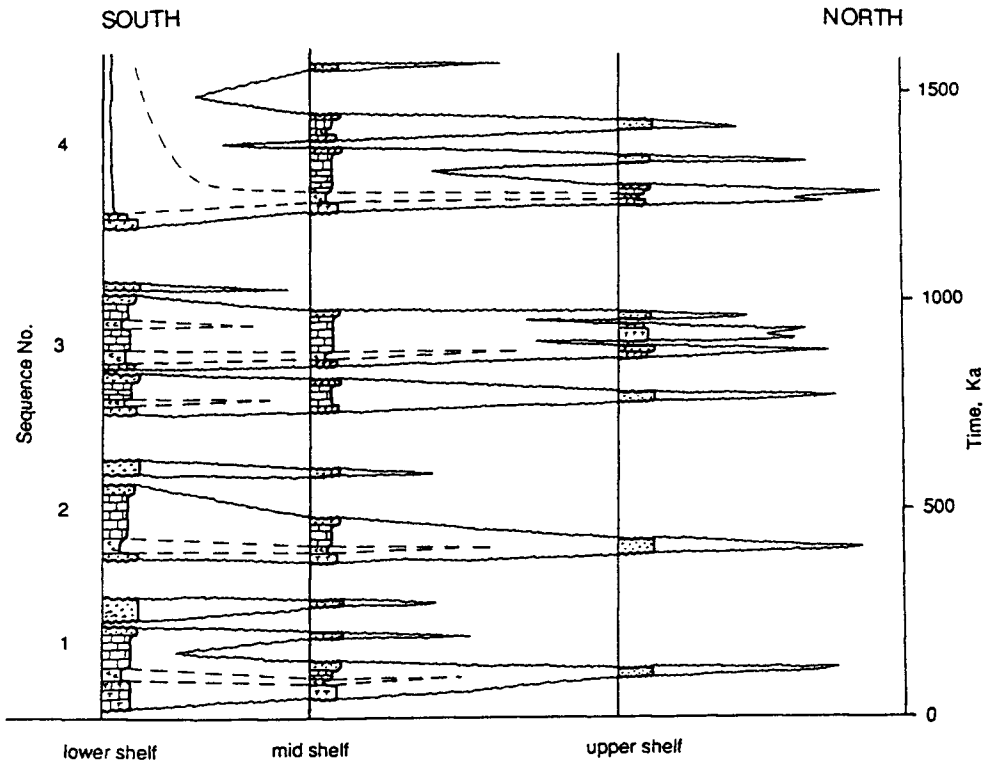 SOUTH
NORTH
1500
4
1000
3
Sequence No.
Time, Ka
2
500
1
0
lower shelf
mid shelf
upper shelf